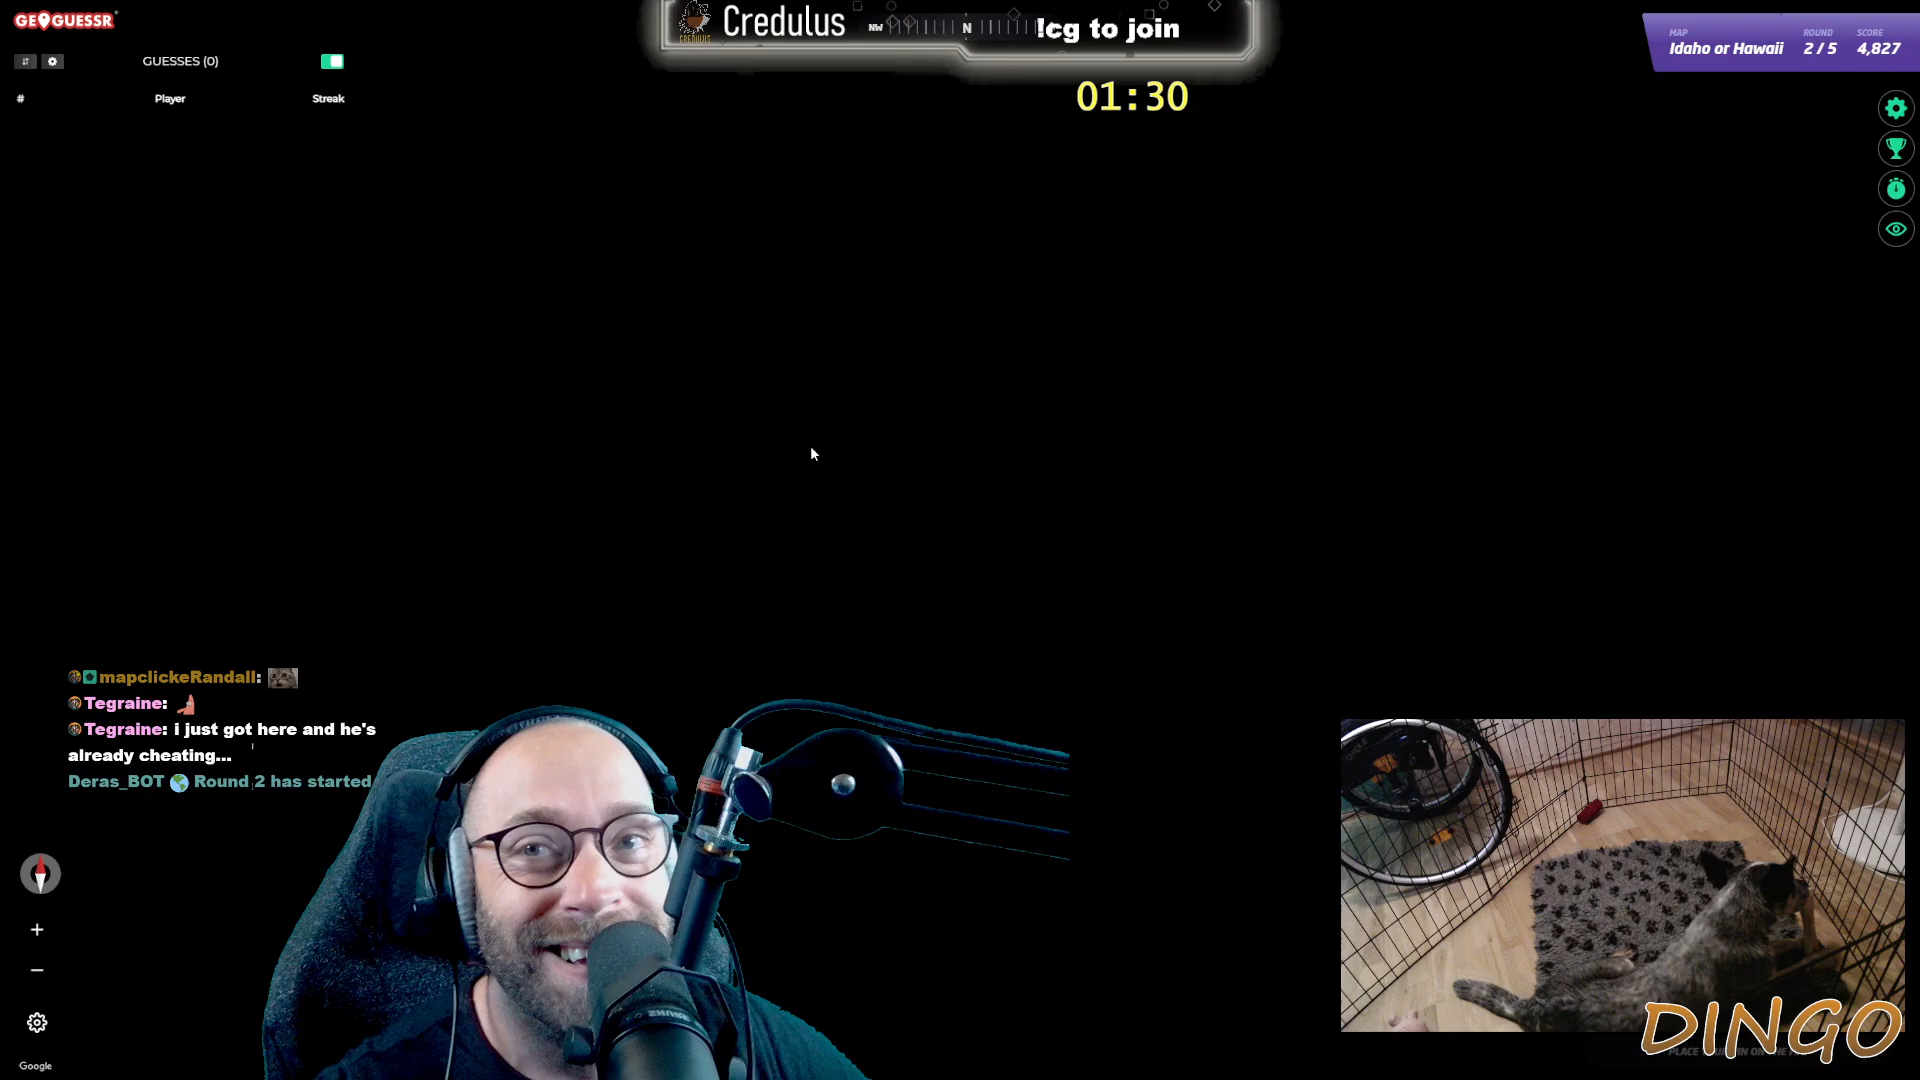 GEOGUESSR
Credulus
CREDULUS
NW
N
!cg to join
MAP
ROUND
SCORE
Idaho or Hawaii
2 / 5
4,827
GUESSES (0)
01:30
#
Player
Streak
mapclickeRandall:
Tegraine:
Tegraine: i just got here and he's
already cheating...
Deras_BOT Round 2 has started
DINGO
Google